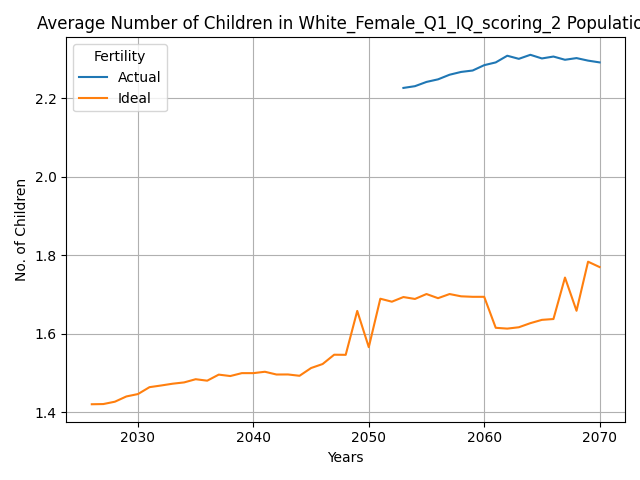 Average Number of Children in White_Female_Q1_IQ_scoring_2 Populatio
Fertility
Actual
Ideal
No. of Children
2.2
2.0
1.8
1.6
1.4
2030 2040 2050 2060 2070
Years